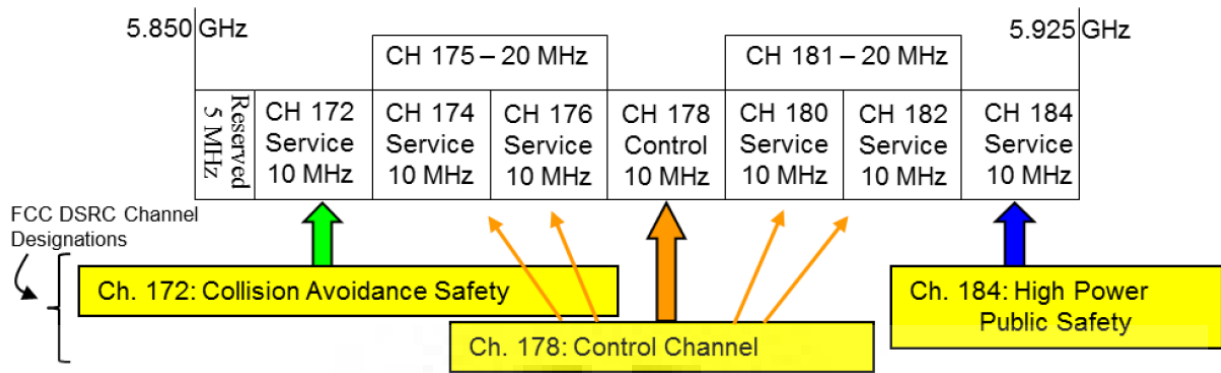 5.850 GHz
5.925 GHz
CH 175 – 20 MHz
CH 181 – 20 MHz
Reserved
5 MHz
CH 172
Service
10 MHz
CH 174
Service
10 MHz
CH 176
Service
10 MHz
CH 178
Control
10 MHz
CH 180
Service
10 MHz
CH 182
Service
10 MHz
CH 184
Service
10 MHz
FCC DSRC Channel
Designations
Ch. 172: Collision Avoidance Safety
Ch. 178: Control Channel
Ch. 184: High Power
Public Safety